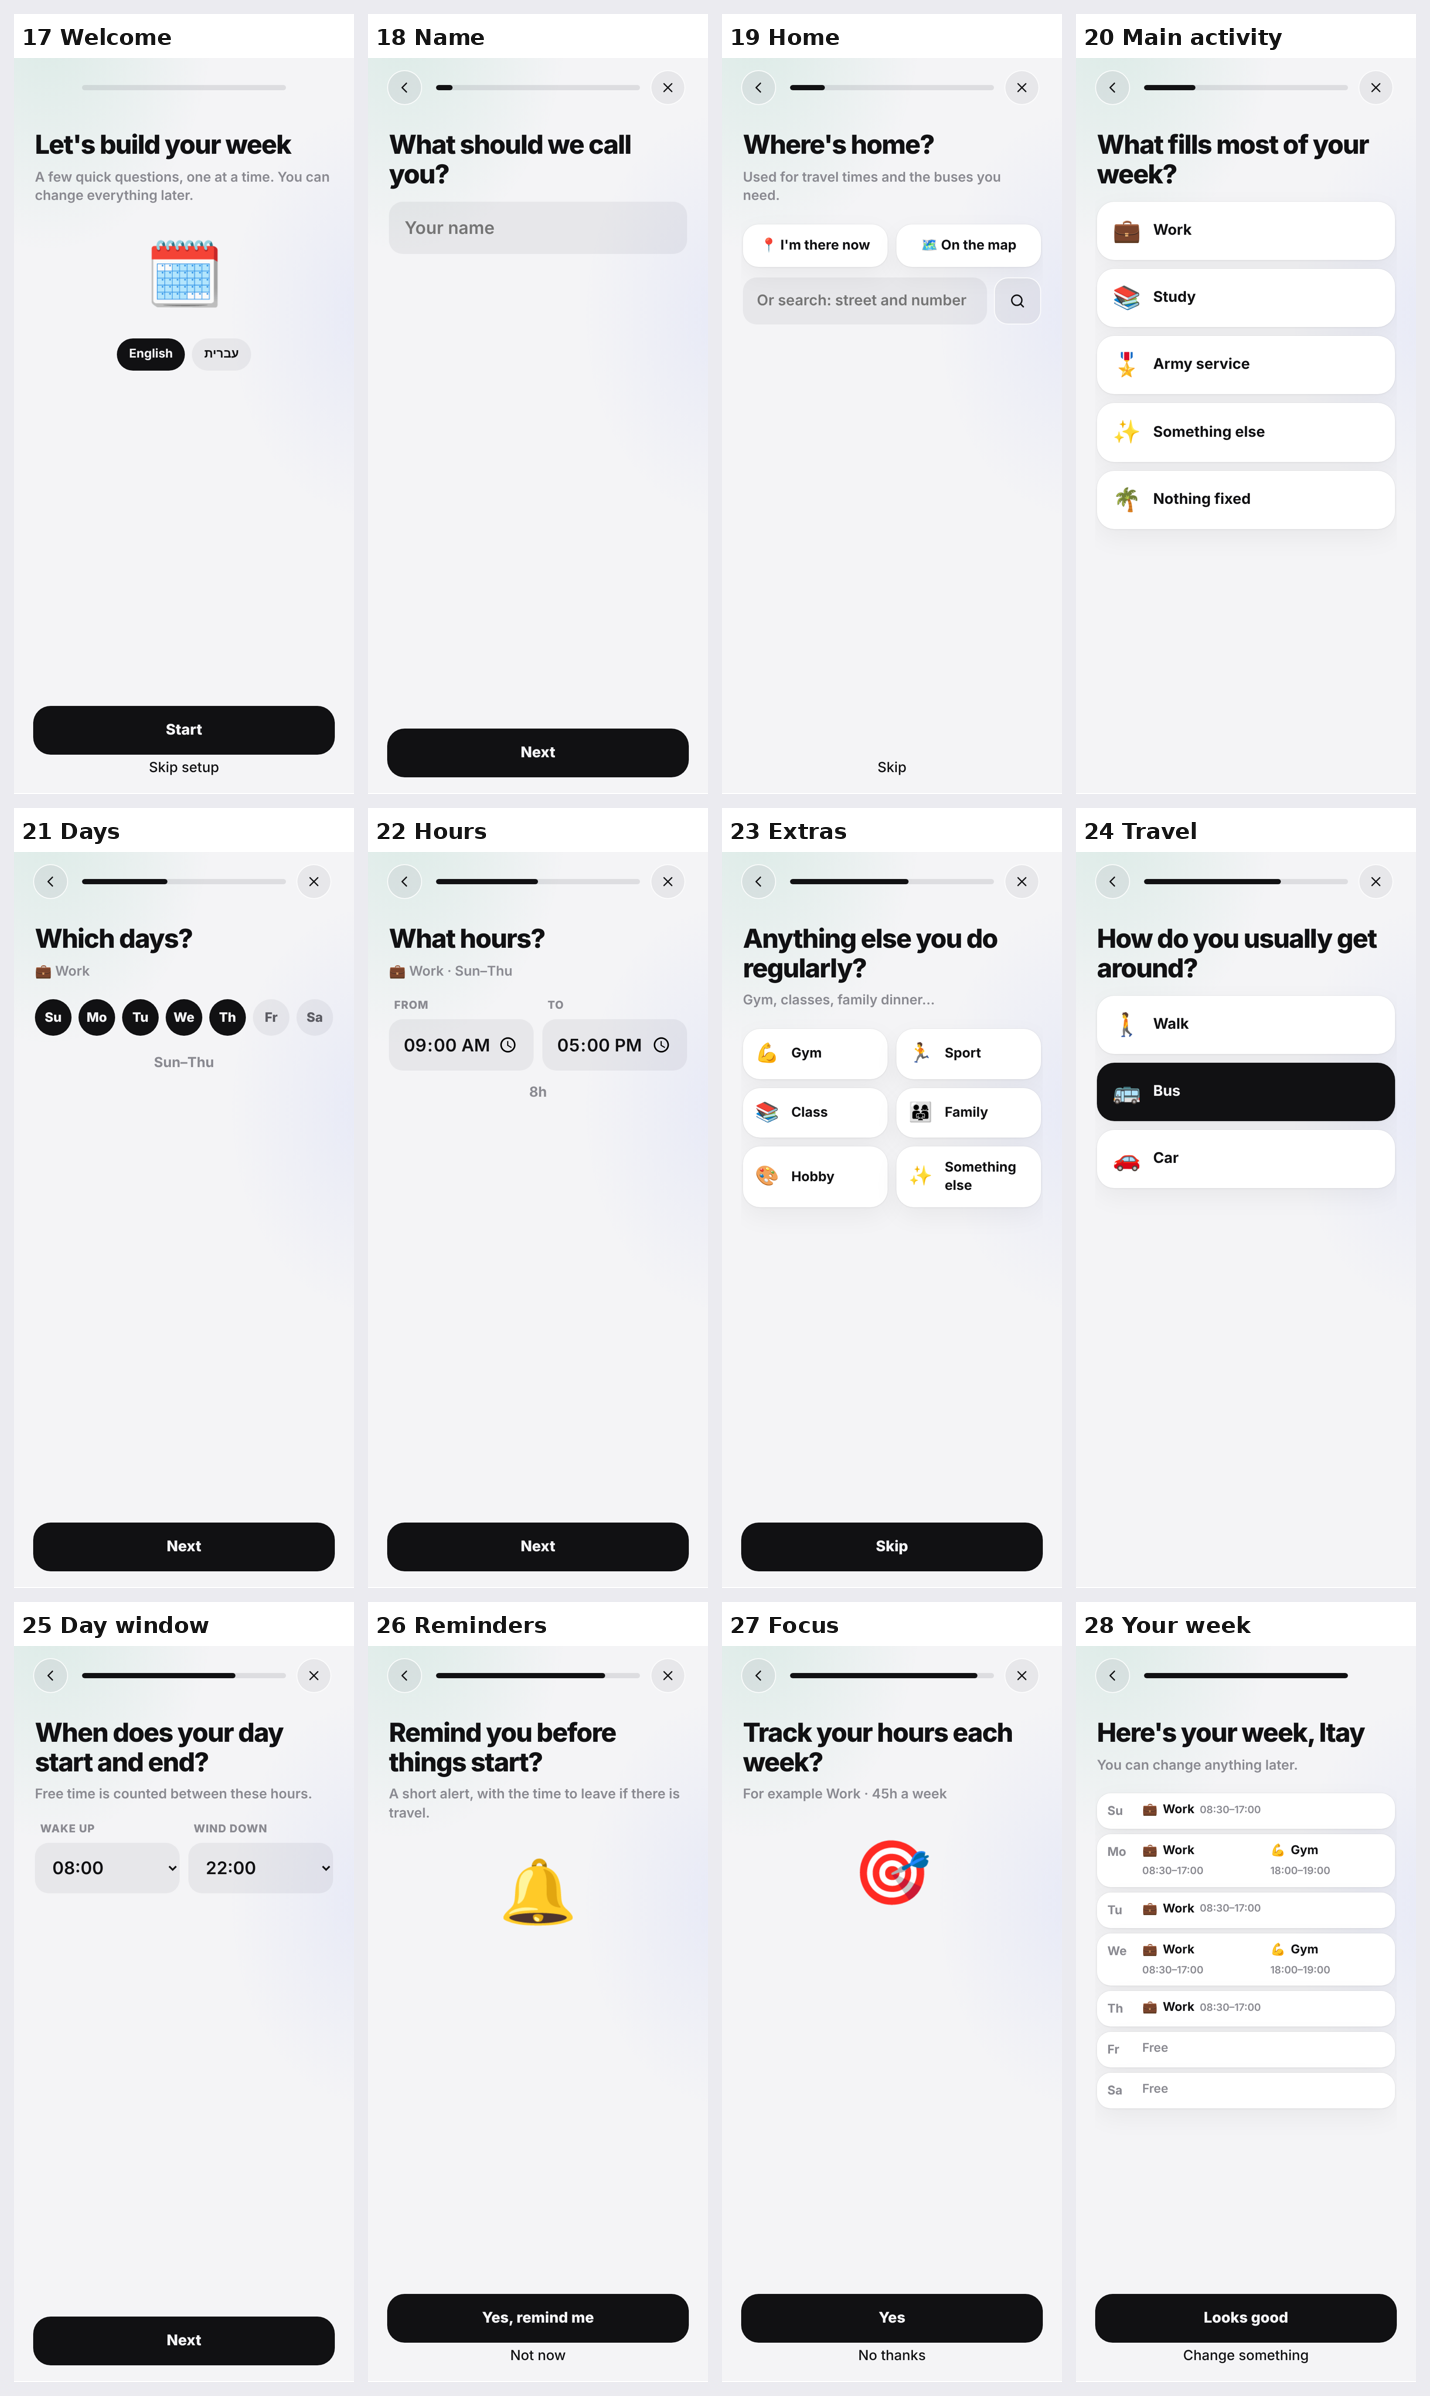 17 Welcome
Let's build your week
A few quick questions, one at a time. You can
change everything later.
English
עברית
Start
Skip setup
18 Name
What should we call
you?
Your name
Next
19 Home
Where's home?
Used for travel times and the buses you
need.
📍 I'm there now
🗺️ On the map
Or search: street and number
Skip
20 Main activity
What fills most of your
week?
Work
Study
Army service
Something else
Nothing fixed
21 Days
Which days?
💼 Work
Su Mo Tu We Th Fr Sa
Sun–Thu
Next
22 Hours
What hours?
💼 Work · Sun–Thu
FROM TO
09:00 AM 05:00 PM
8h
Next
23 Extras
Anything else you do
regularly?
Gym, classes, family dinner...
Gym
Sport
Class
Family
Hobby
Something
else
Skip
24 Travel
How do you usually get
around?
Walk
Bus
Car
25 Day window
When does your day
start and end?
Free time is counted between these hours.
WAKE UP WIND DOWN
08:00 22:00
Next
26 Reminders
Remind you before
things start?
A short alert, with the time to leave if there is
travel.
Yes, remind me
Not now
27 Focus
Track your hours each
week?
For example Work · 45h a week
Yes
No thanks
28 Your week
Here's your week, Itay
You can change anything later.
Su 💼 Work 08:30–17:00
Mo 💼 Work 💪 Gym
08:30–17:00 18:00–19:00
Tu 💼 Work 08:30–17:00
We 💼 Work 💪 Gym
08:30–17:00 18:00–19:00
Th 💼 Work 08:30–17:00
Fr Free
Sa Free
Looks good
Change something